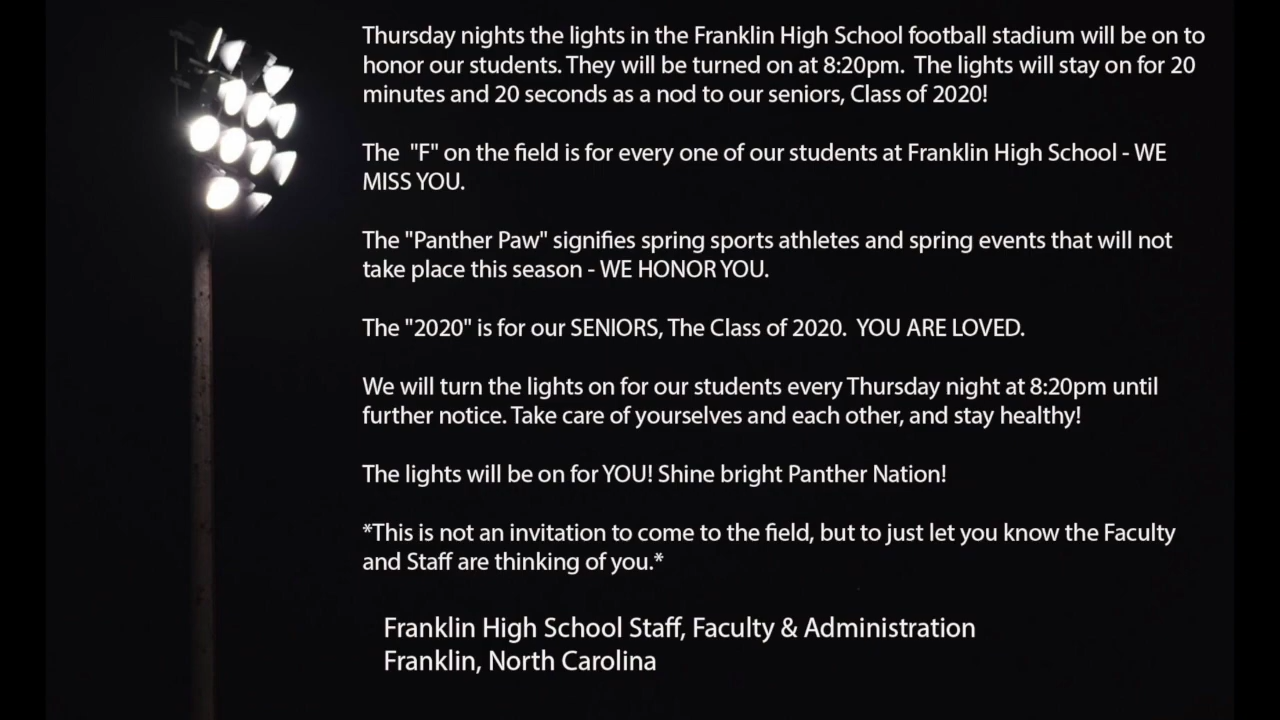 Thursday nights the lights in the Franklin High School football stadium will be on to
honor our students. They will be turned on at 8:20pm.  The lights will stay on for 20
minutes and 20 seconds as a nod to our seniors, Class of 2020!
The  "F" on the field is for every one of our students at Franklin High School - WE
MISS YOU.
The "Panther Paw" signifies spring sports athletes and spring events that will not
take place this season - WE HONOR YOU.
The "2020" is for our SENIORS, The Class of 2020.  YOU ARE LOVED.
We will turn the lights on for our students every Thursday night at 8:20pm until
further notice. Take care of yourselves and each other, and stay healthy!
The lights will be on for YOU! Shine bright Panther Nation!
*This is not an invitation to come to the field, but to just let you know the Faculty
and Staff are thinking of you.*
Franklin High School Staff, Faculty & Administration
Franklin, North Carolina